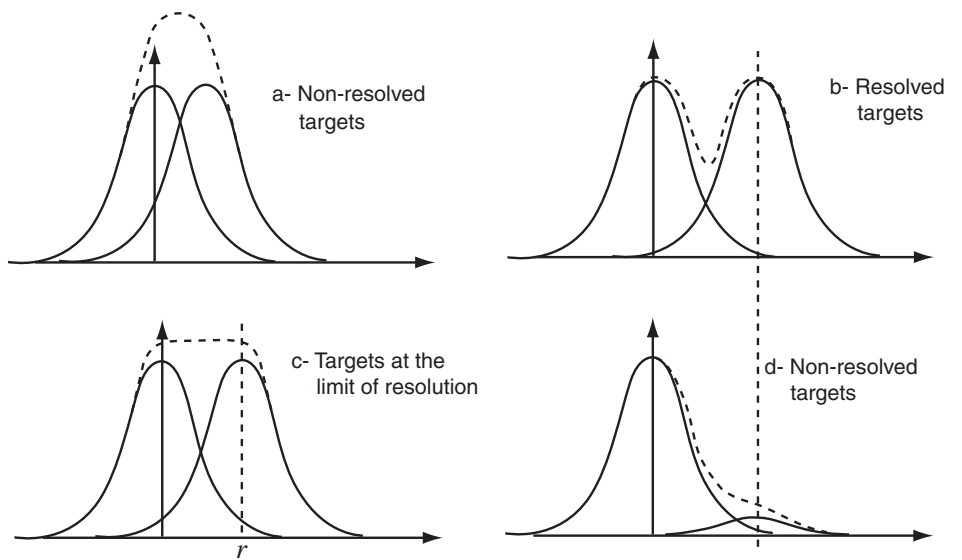 a- Non-resolved
targets
b- Resolved
targets
c- Targets at the
limit of resolution
d- Non-resolved
targets
r